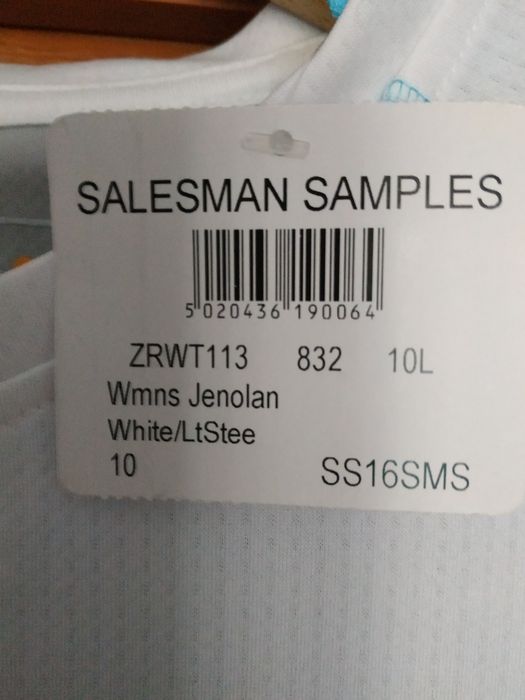 SALESMAN SAMPLES
5 020436 190064
ZRWT113 832 10L
Wmns Jenolan
White/LtStee
10 SS16SMS